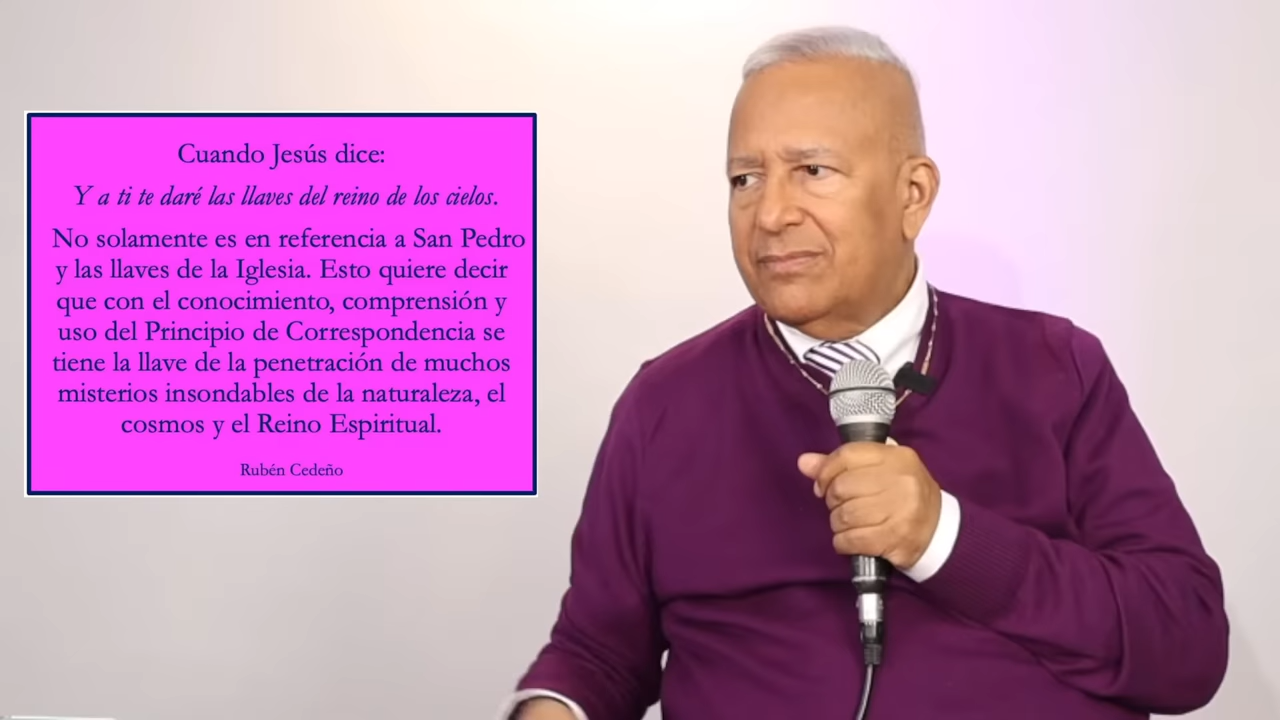 Cuando Jesús dice:
Y a ti te daré las llaves del reino de los cielos.
No solamente es en referencia a San Pedro
y las llaves de la Iglesia. Esto quiere decir
que con el conocimiento, comprensión y
uso del Principio de Correspondencia se
tiene la llave de la penetración de muchos
misterios insondables de la naturaleza, el
cosmos y el Reino Espiritual.
Rubén Cedeño